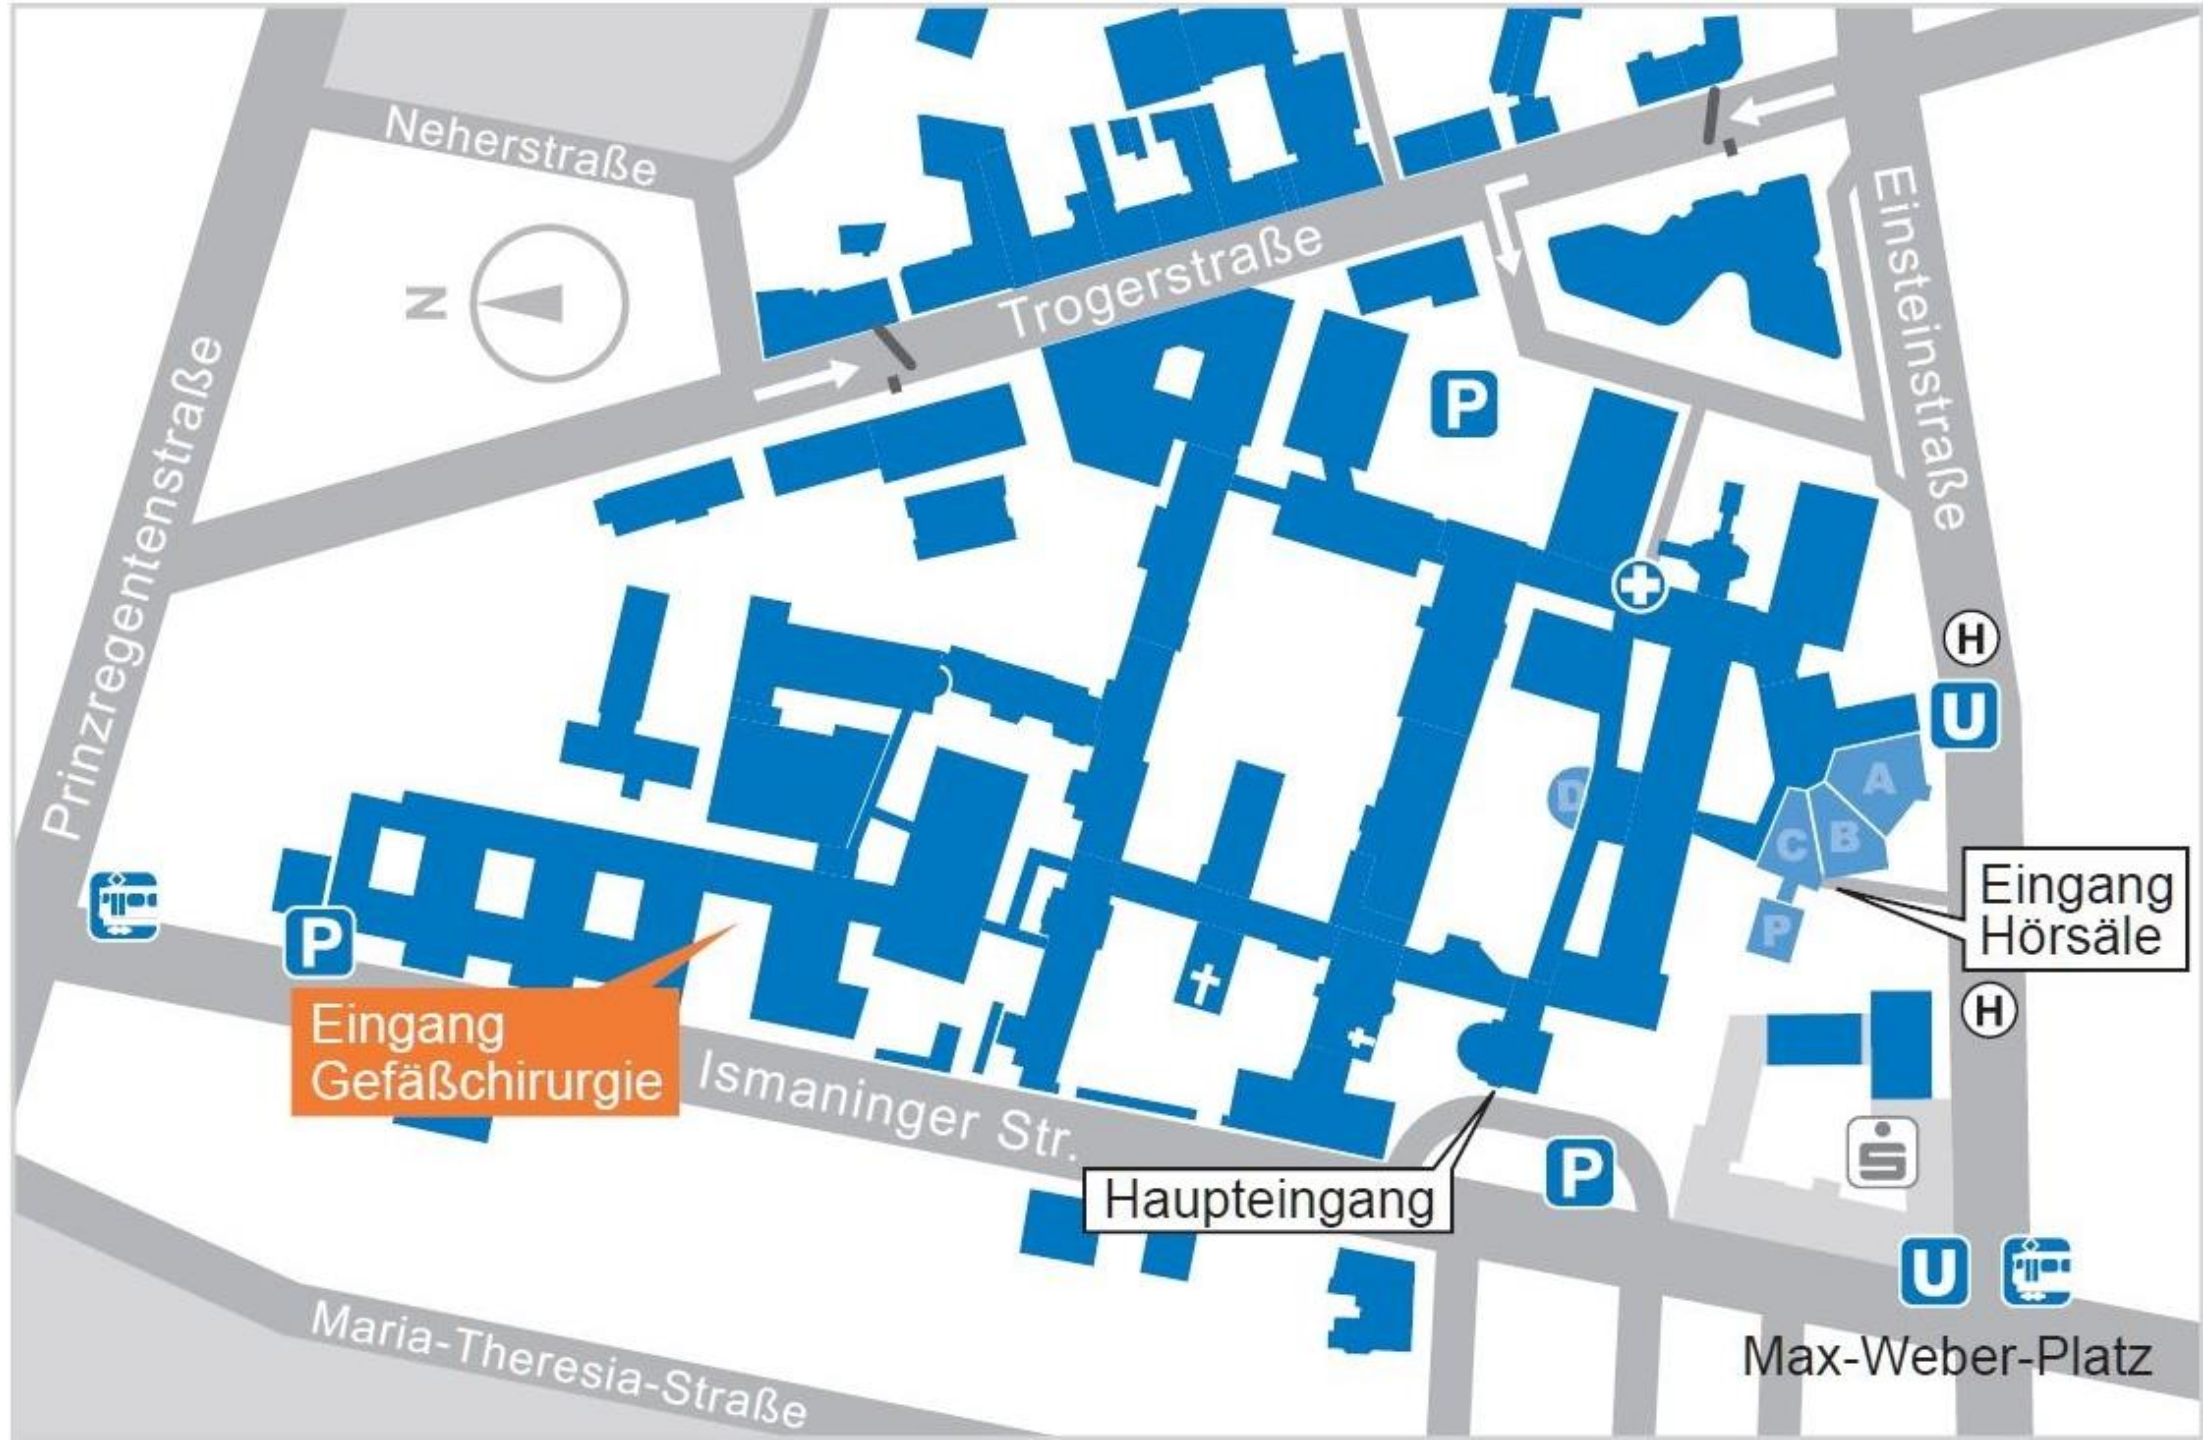 Neherstraße
N
Trogerstraße
Einsteinstraße
Prinzregentenstraße
P
H
U
D
A
B
C
P
Eingang
Hörsäle
P
H
Eingang
Gefäßchirurgie
Ismaninger Str.
S
Haupteingang
P
U
Max-Weber-Platz
Maria-Theresia-Straße